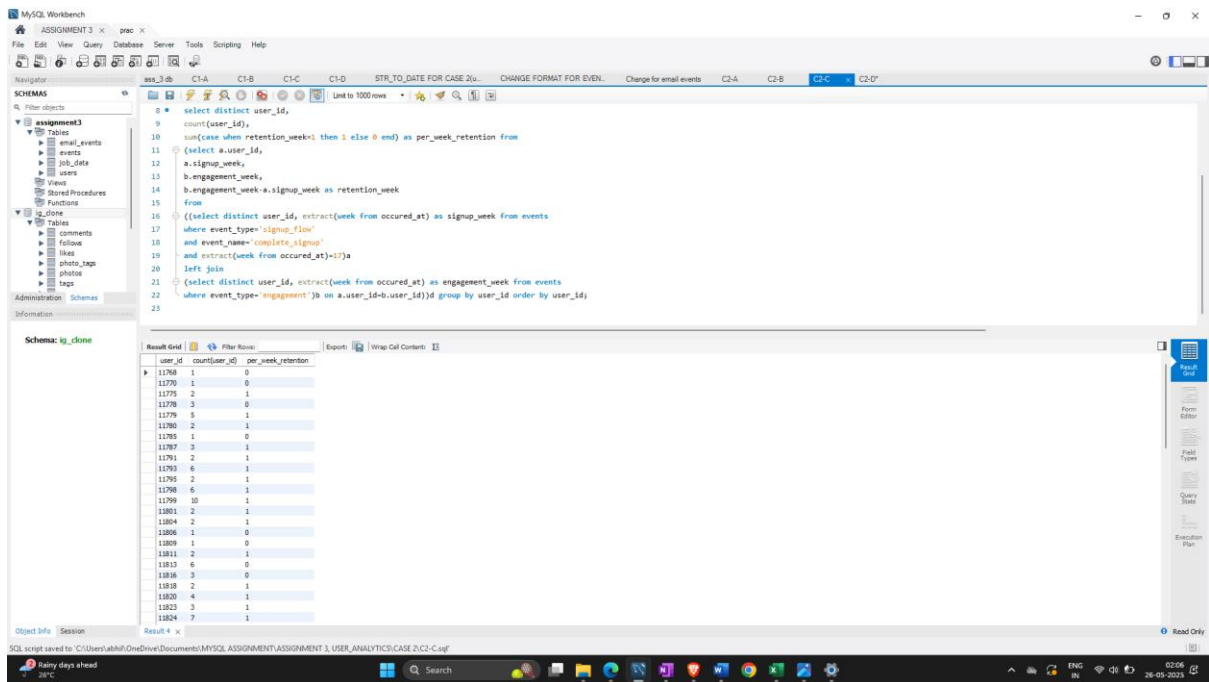 MySQL Workbench
ASSIGNMENT 3 × prac ×
File Edit View Query Database Server Tools Scripting Help
Navigator
ass_3 db C1-A C1-B C1-C C1-D STR_TO_DATE FOR CASE 2(u... CHANGE FORMAT FOR EVEN.. Change for email events C2-A C2-B C2-C × C2-D*
SCHEMAS
Filter objects
assignment3
Tables
email_events
events
job_data
users
Views
Stored Procedures
Functions
ig_clone
Tables
comments
follows
likes
photo_tags
photos
tags
Administration Schemas
Information
Schema: ig_clone
Object Info Session
Limit to 1000 rows
8 select distinct user_id,
9 count(user_id),
10 sum(case when retention_week=1 then 1 else 0 end) as per_week_retention from
11 (select a.user_id,
12 a.signup_week,
13 b.engagement_week,
14 b.engagement_week-a.signup_week as retention_week
15 from
16 ((select distinct user_id, extract(week from occured_at) as signup_week from events
17 where event_type='signup_flow'
18 and event_name='complete_signup'
19 and extract(week from occured_at)=17)a
20 left join
21 (select distinct user_id, extract(week from occured_at) as engagement_week from events
22 where event_type='engagement')b on a.user_id=b.user_id))d group by user_id order by user_id;
23
Result Grid Filter Rows: Export: Wrap Cell Content:
user_id count(user_id) per_week_retention
11768 1 0
11770 1 0
11775 2 1
11778 3 0
11779 5 1
11780 2 1
11785 1 0
11787 3 1
11791 2 1
11793 6 1
11795 2 1
11798 6 1
11799 10 1
11801 2 1
11804 2 1
11806 1 0
11809 1 0
11811 2 1
11813 6 0
11816 3 0
11818 2 1
11820 4 1
11823 3 1
11824 7 1
Result Grid
Form Editor
Field Types
Query Stats
Execution Plan
Result 4 ×
Read Only
SQL script saved to 'C:\Users\abhil\OneDrive\Documents\MYSQL ASSIGNMENT\ASSIGNMENT 3, USER_ANALYTICS\CASE 2\C2-C.sql'
2
Rainy days ahead
26°C
Search
ENG
IN
02:06
26-05-2025